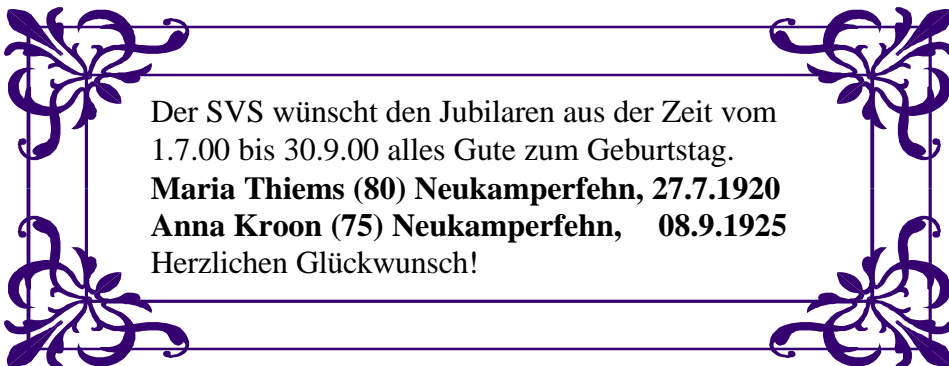 Der SVS wünscht den Jubilaren aus der Zeit vom
1.7.00 bis 30.9.00 alles Gute zum Geburtstag.
Maria Thiems (80) Neukamperfehn, 27.7.1920
Anna Kroon (75) Neukamperfehn, 08.9.1925
Herzlichen Glückwunsch!